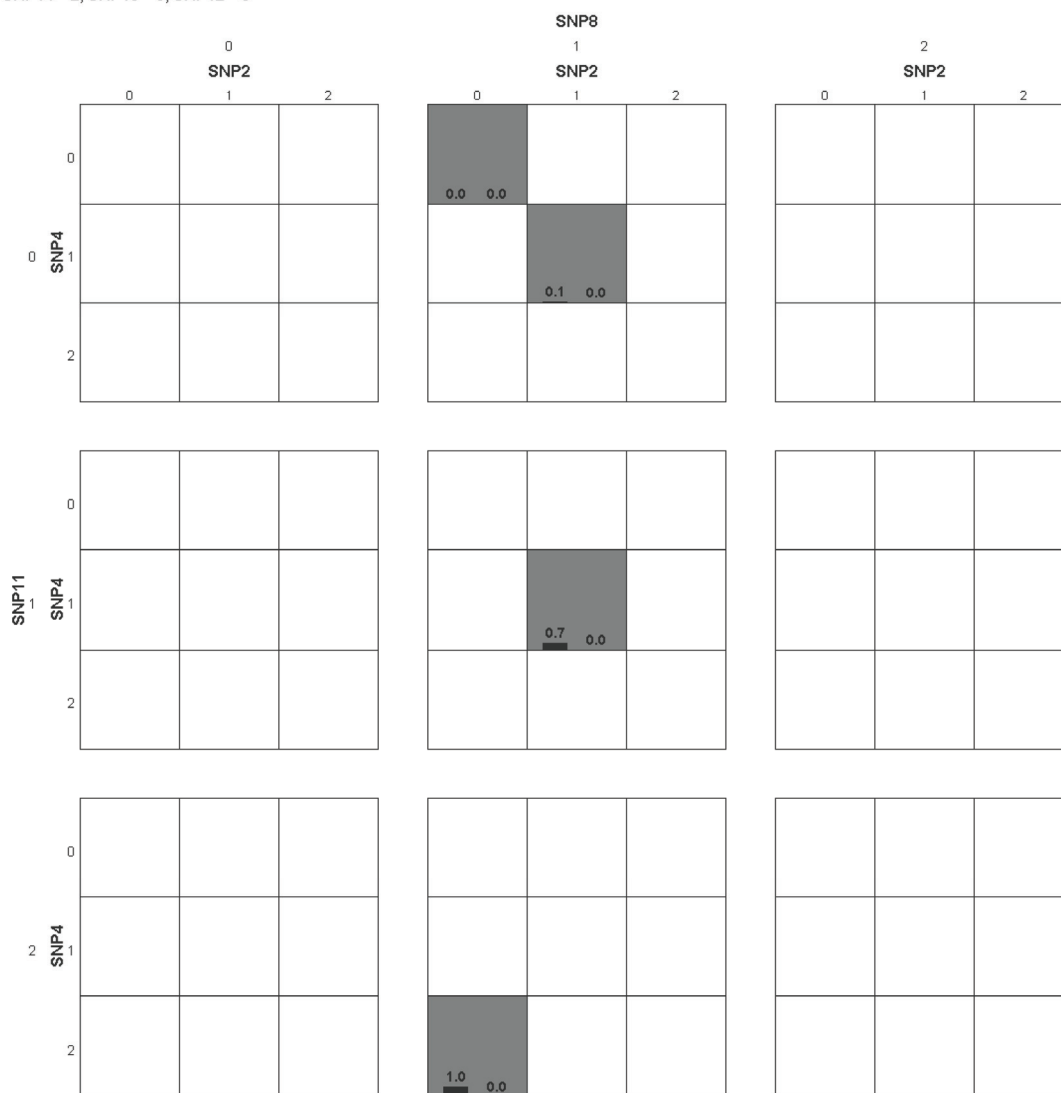 SNP8
0 1 2
SNP2 SNP2 SNP2
0 1 2 0 1 2 0 1 2
0
0.0 0.0
0 SNP4 1
0.1 0.0
2
0
SNP11 1 SNP4 1
0.7 0.0
2
0
2 SNP4 1
2
1.0 0.0